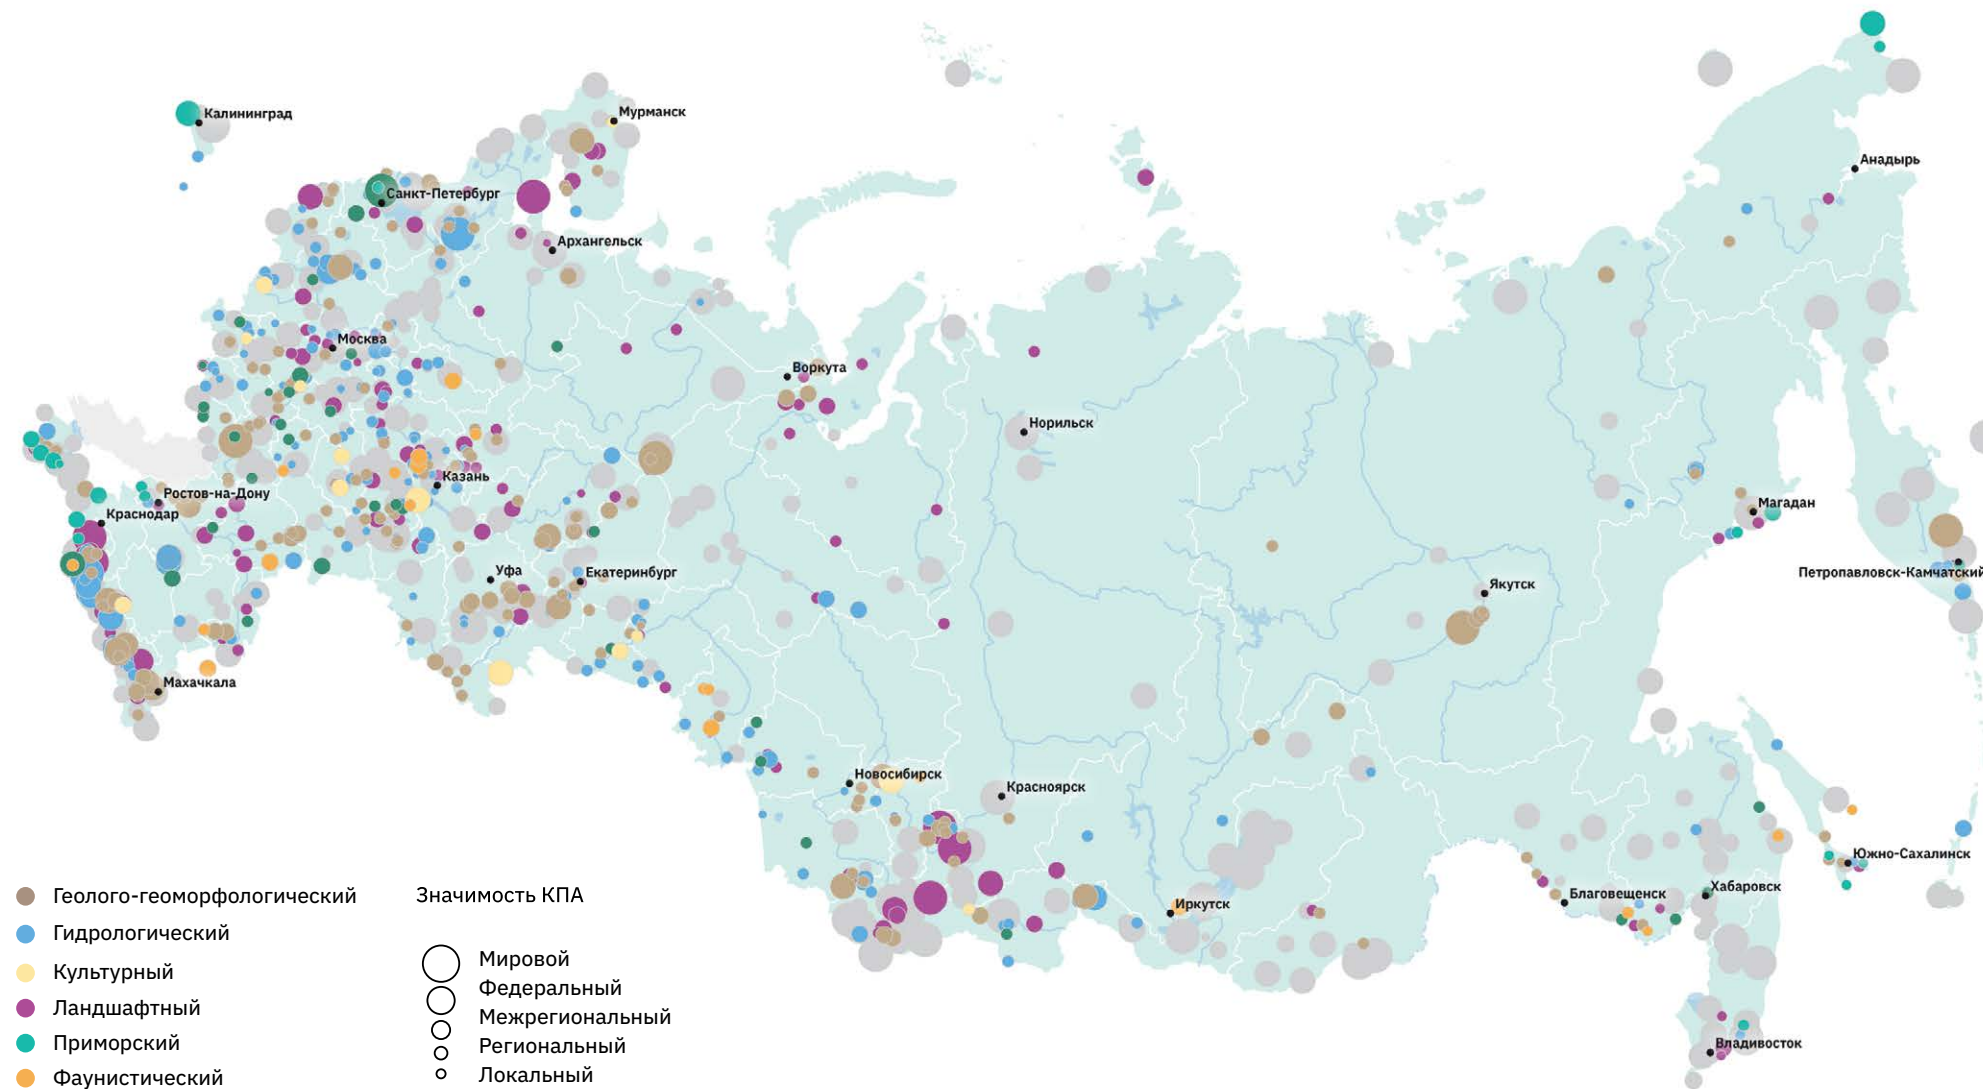 Калининград
Мурманск
Анадырь
Санкт-Петербург
Архангельск
Москва
Воркута
Норильск
Казань
Ростов-на-Дону
Краснодар
Магадан
Уфа
Екатеринбург
Якутск
Петропавловск-Камчатский
Махачкала
Новосибирск
Красноярск
Южно-Сахалинск
Иркутск
Благовещенск
Хабаровск
Владивосток
Геолого-геоморфологический
Гидрологический
Культурный
Ландшафтный
Приморский
Фаунистический
Значимость КПА
Мировой
Федеральный
Межрегиональный
Региональный
Локальный